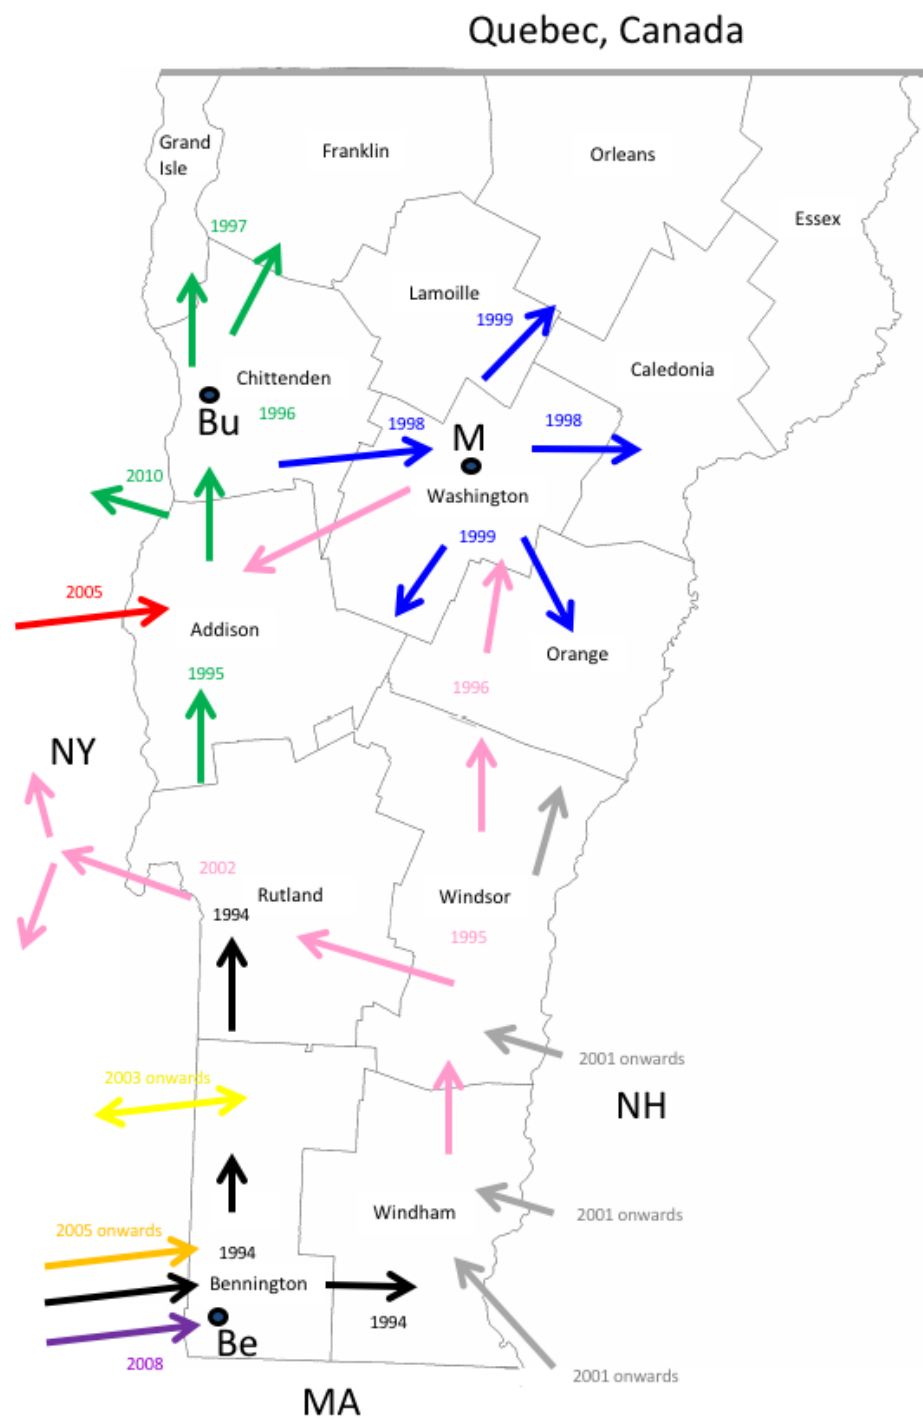 Quebec, Canada
Grand
Isle
Franklin
Orleans
Essex
1997
Lamoille
1999
Chittenden
Caledonia
1996
Bu
1998
M
1998
2010
Washington
1999
2005
Addison
Orange
1995
1996
NY
2002
Rutland
Windsor
1994
1995
2001 onwards
2003 onwards
NH
Windham
2001 onwards
2005 onwards
1994
Bennington
1994
Be
2008
2001 onwards
MA